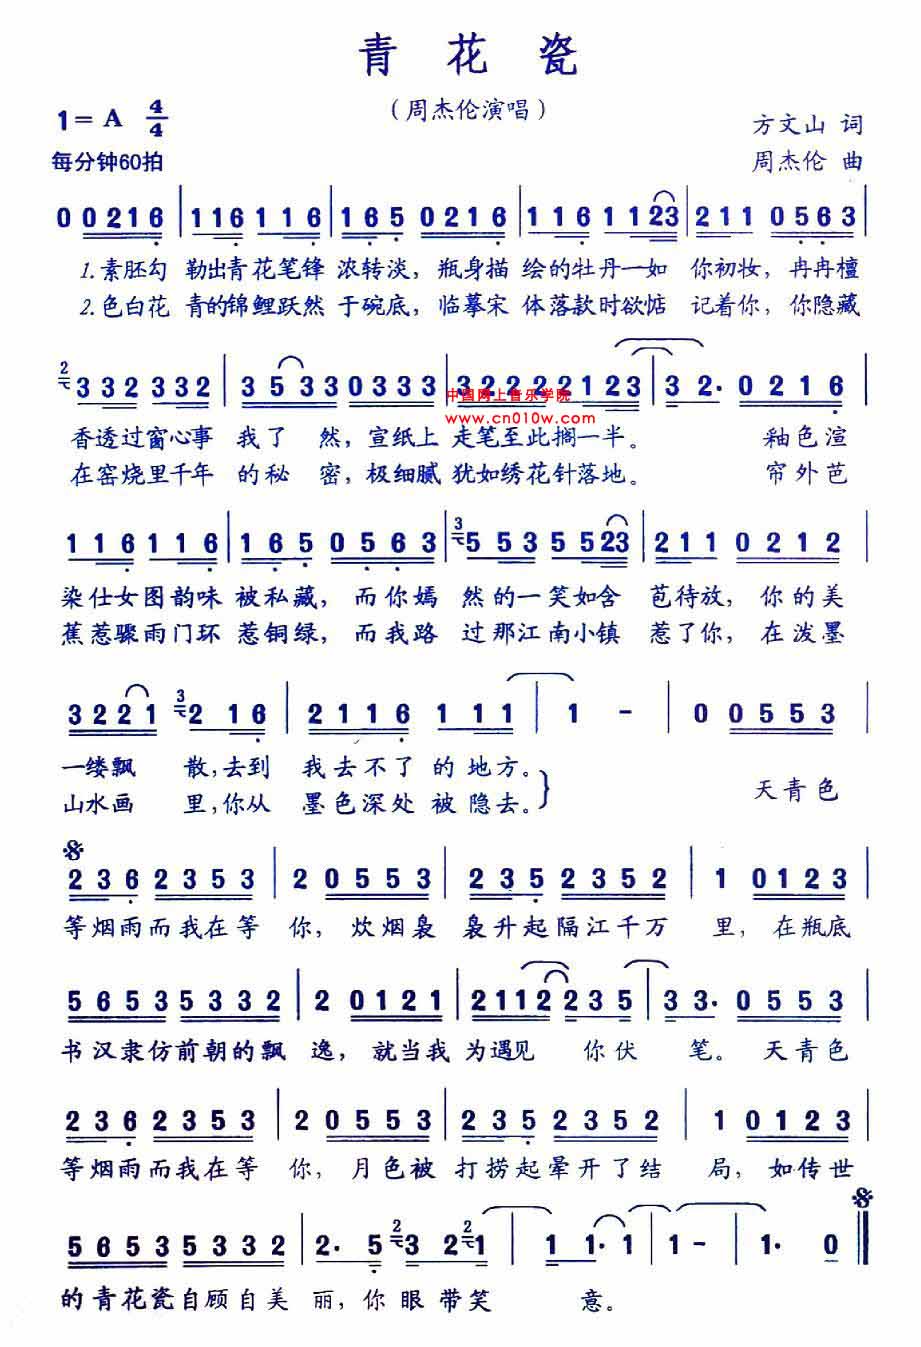 青 花 瓷
（周杰伦演唱）
1= A 4/4
方文山 词
每分钟60拍
周杰伦 曲
0 0216 | 116 116 | 165 0216 | 116 1123 | 211 0563
1.素胚勾 勒出青花笔锋 浓转淡，瓶身描 绘的牡丹一如 你初妆，冉冉檀
2.色白花 青的锦鲤跃然 于碗底，临摹宋 体落款时欲惦 记着你，你隐藏
2 332 332 | 3533 0333 | 3222 2123 | 32· 0216
中国网上音乐学院
www.cn010w.com
香透过窗心事 我了 然，宣纸上 走笔至此搁一半。 釉色渲
在窑烧里千年 的秘 密，极细腻 犹如绣花针落地。 帘外芭
116 116 | 165 0563 | 3 553 5523 | 211 0212
染仕女图韵味 被私藏，而你嫣 然的一笑如含 苞待放，你的美
蕉惹骤雨门环 惹铜绿，而我路 过那江南小镇 惹了你，在泼墨
3221 3 2 16 | 2116 111 | 1 - | 0 0553
一缕飘 散，去到 我去不了的地方。
山水画 里，你从 墨色深处被隐去。
天青色
236 2353 | 2 0553 | 235 2352 | 1 0123
等烟雨而我在等 你，炊烟袅 袅升起隔江千万 里，在瓶底
5653 5332 | 2 0121 | 2112 235 | 33· 0553
书汉隶仿前朝的飘 逸，就当我 为遇见 你伏 笔。天青色
236 2353 | 2 0553 | 235 2352 | 1 0123
等烟雨而我在等 你，月色被 打捞起晕开了结 局，如传世
5653 5332 | 2· 5 2 3 2 2 1 | 1 1· 1 | 1 - | 1· 0
的青花瓷自顾自美 丽，你眼带笑 意。